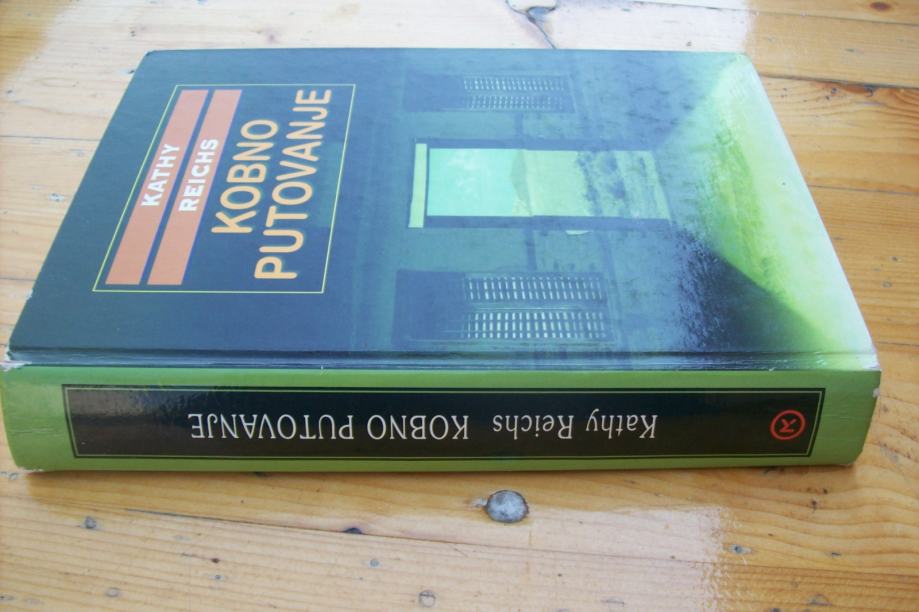 KATHY
REICHS
KOBNO
PUTOVANJE
Kathy Reichs KOBNO PUTOVANJE